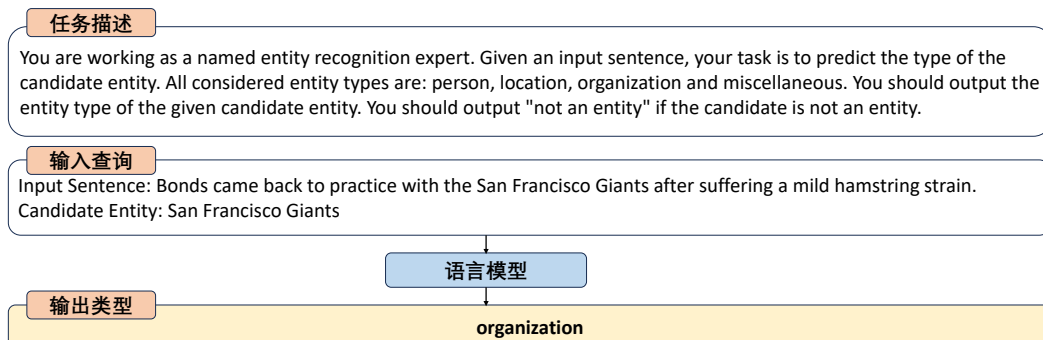 任务描述
You are working as a named entity recognition expert. Given an input sentence, your task is to predict the type of the
candidate entity. All considered entity types are: person, location, organization and miscellaneous. You should output the
entity type of the given candidate entity. You should output "not an entity" if the candidate is not an entity.
输入查询
Input Sentence: Bonds came back to practice with the San Francisco Giants after suffering a mild hamstring strain.
Candidate Entity: San Francisco Giants
语言模型
输出类型
organization